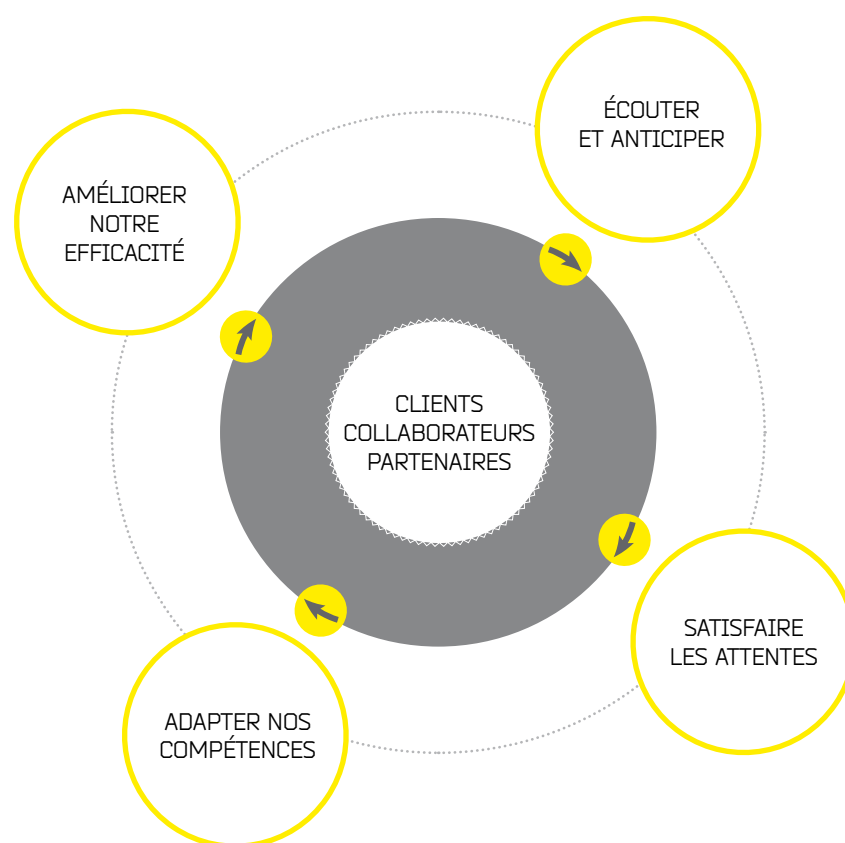 ÉCOUTER
ET ANTICIPER
AMÉLIORER
NOTRE
EFFICACITÉ
CLIENTS
COLLABORATEURS
PARTENAIRES
SATISFAIRE
LES ATTENTES
ADAPTER NOS
COMPÉTENCES